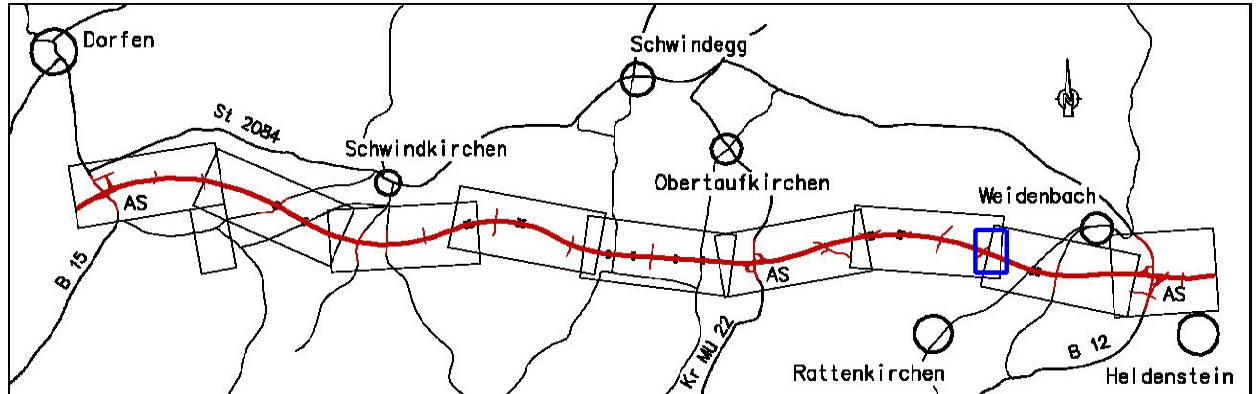 Dorfen
Schwindegg
St 2084
Schwindkirchen
Obertaufkirchen
Weidenbach
N
AS
AS
AS
B 15
Kr MÜ 22
B 12
Rattenkirchen
Heldenstein